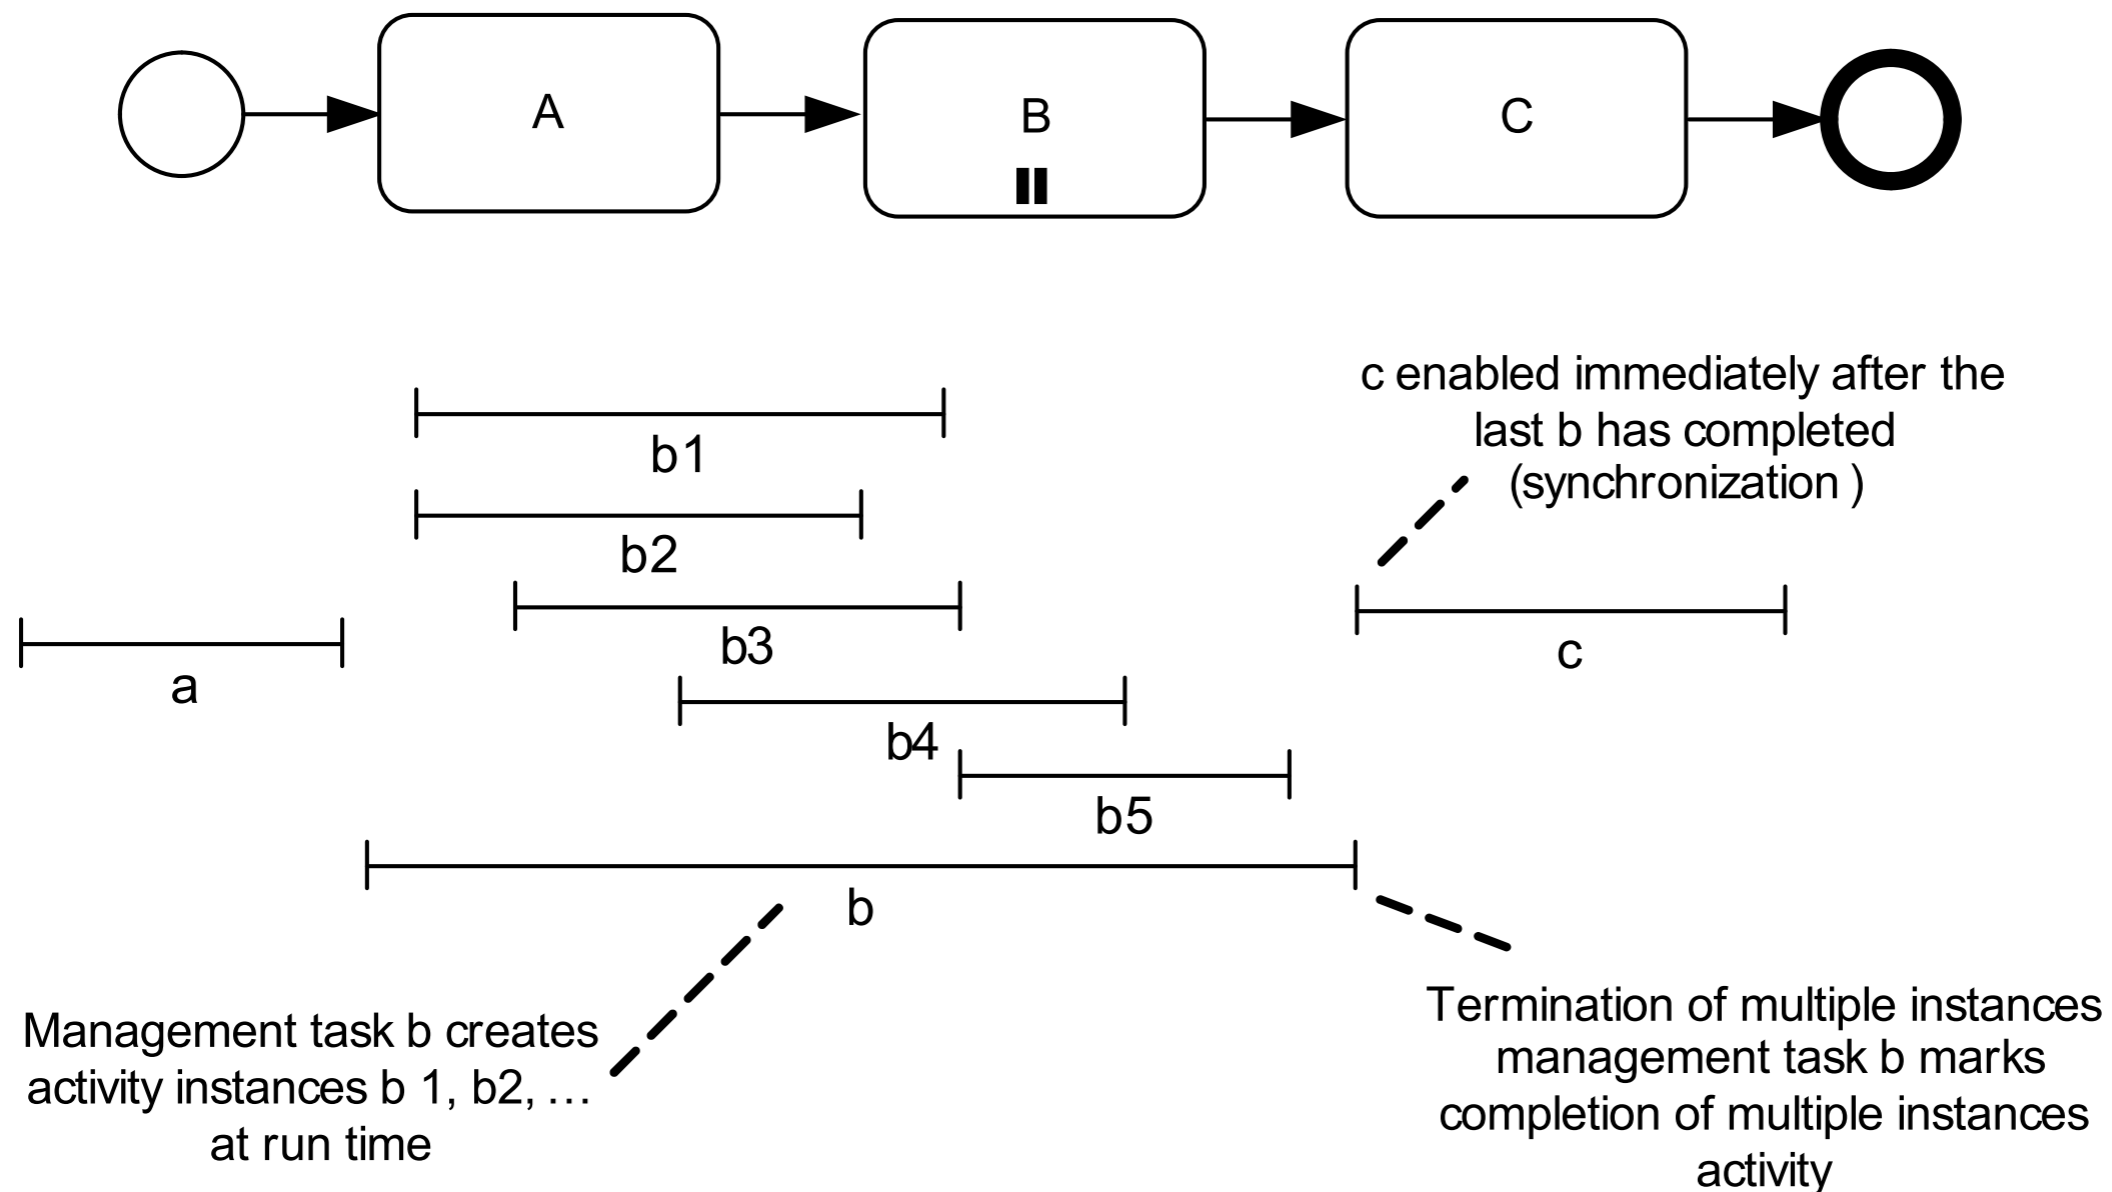 A
B
C
c enabled immediately after the
last b has completed
(synchronization )
b1
b2
b3
a
c
b4
b5
b
Management task b creates
activity instances b 1, b2, …
at run time
Termination of multiple instances
management task b marks
completion of multiple instances
activity